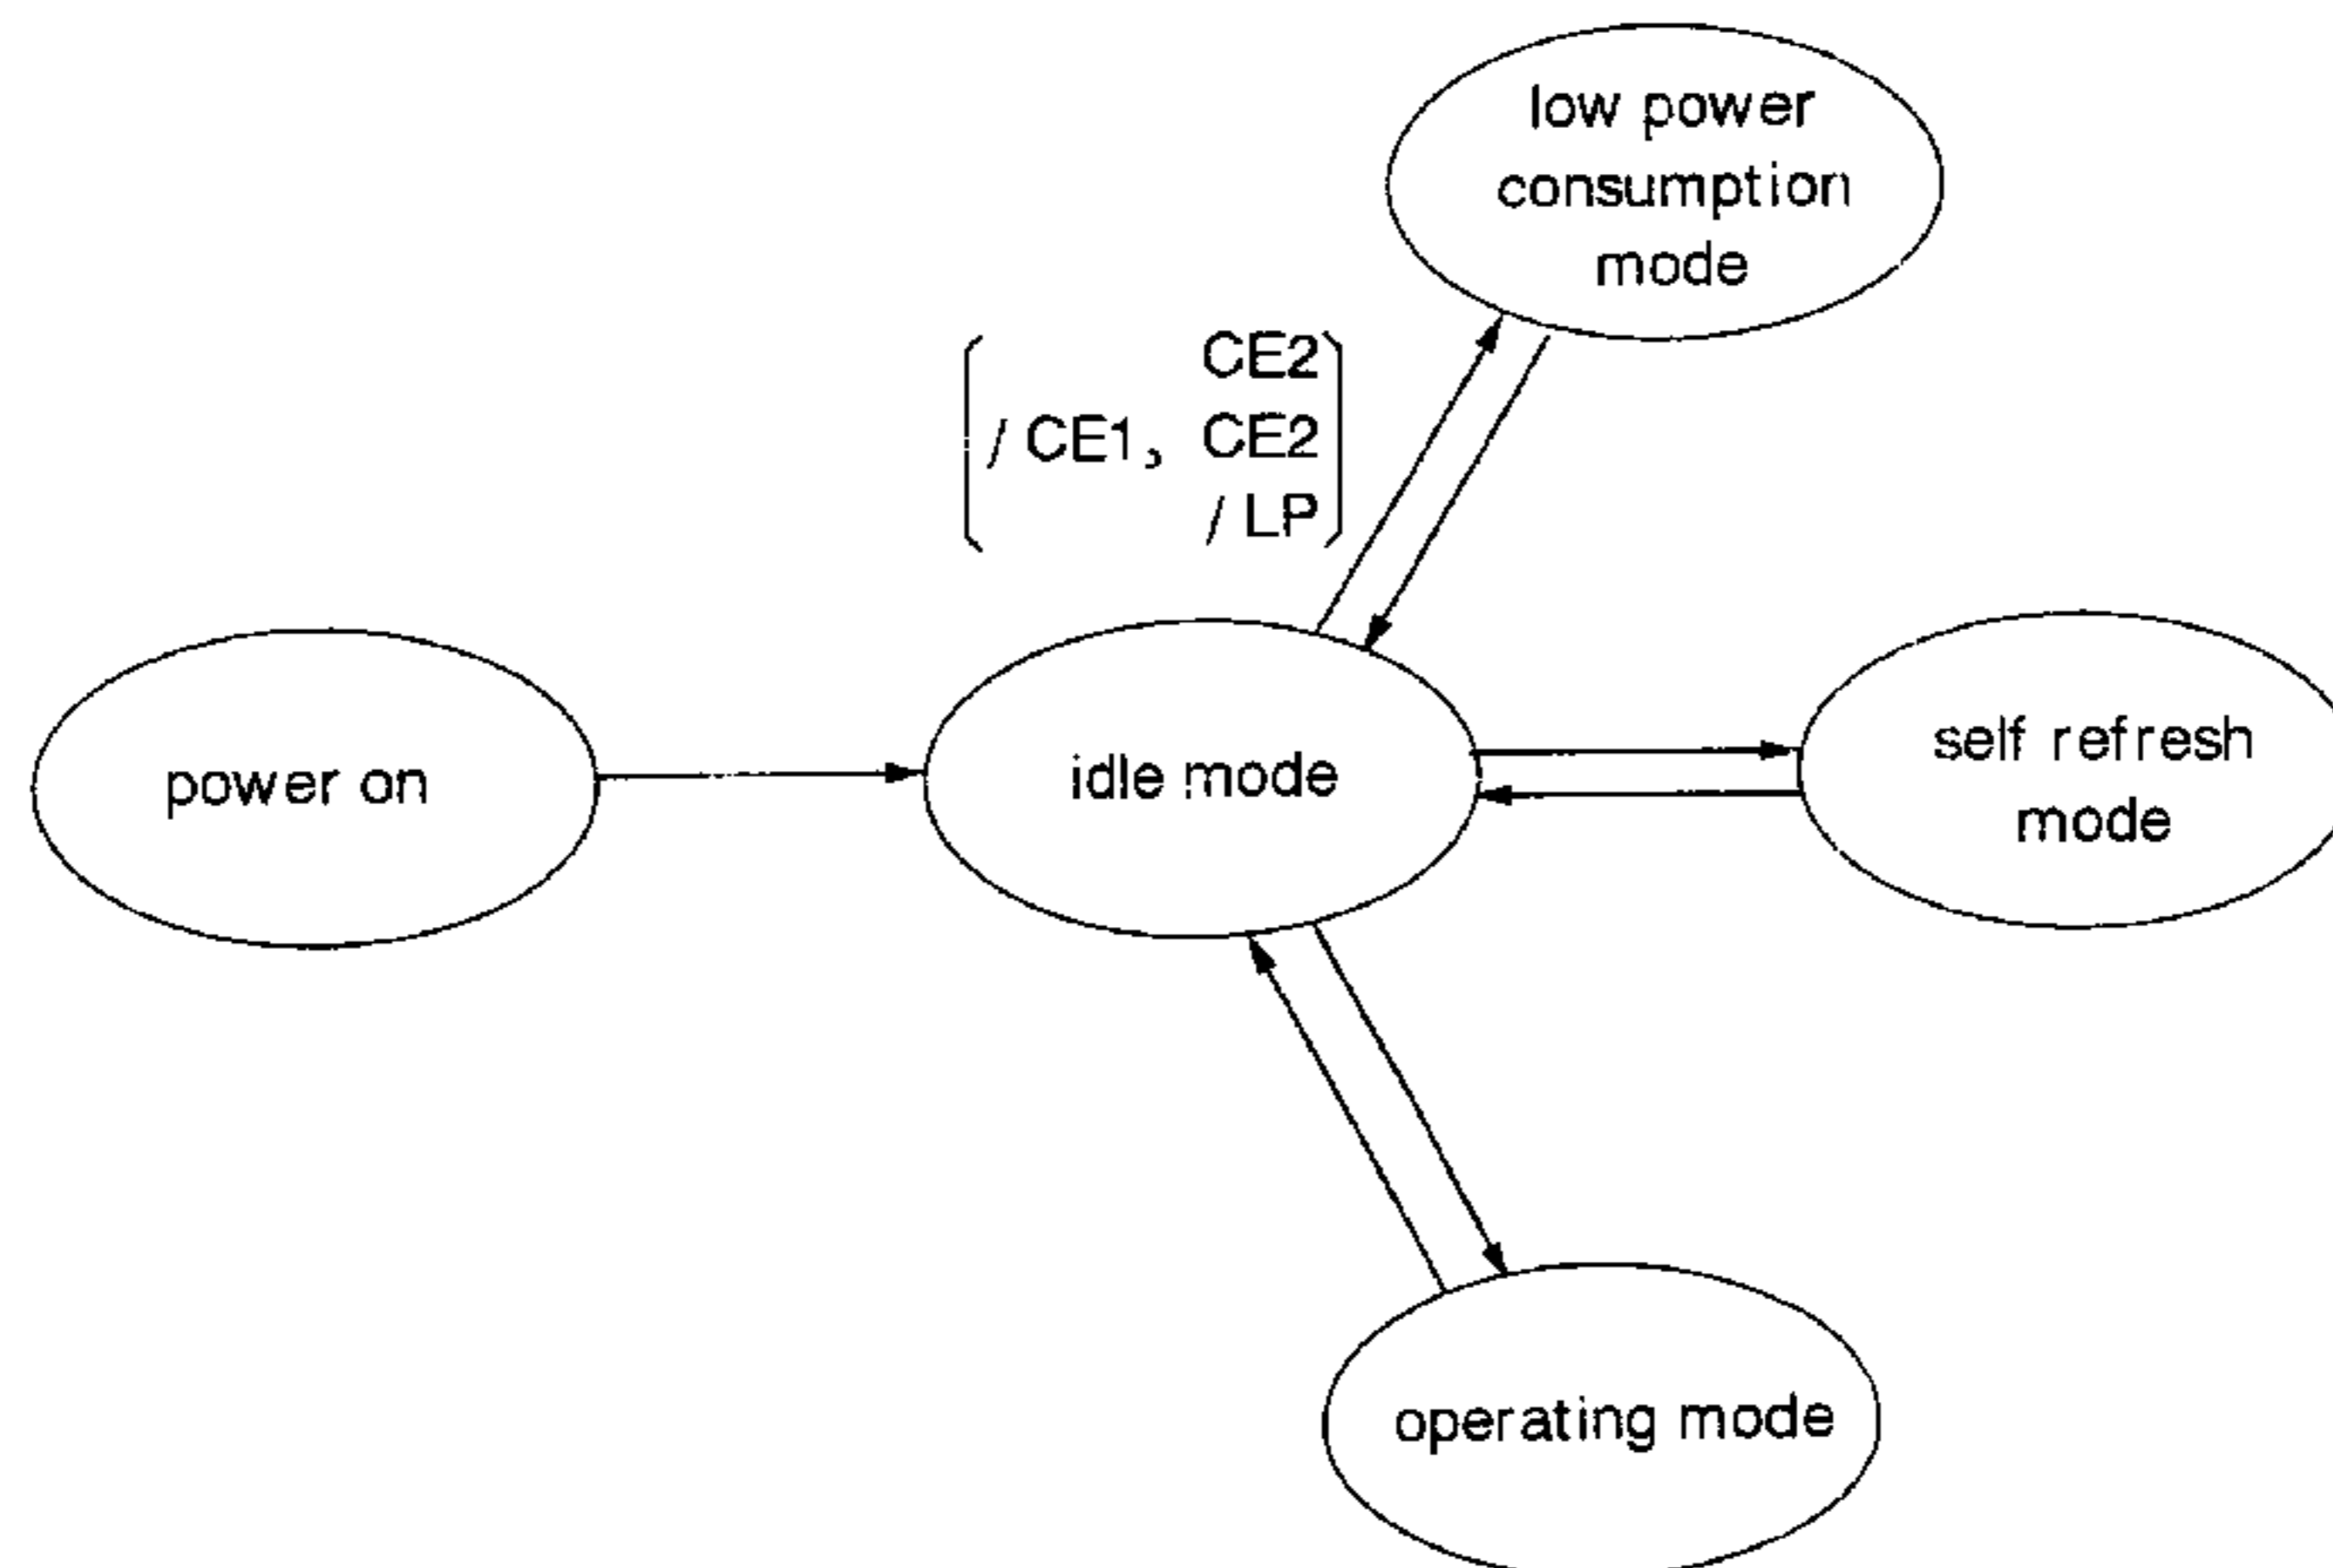 low power
consumption
mode
CE2
/ CE1, CE2
/ LP
power on
idle mode
self refresh
mode
operating mode